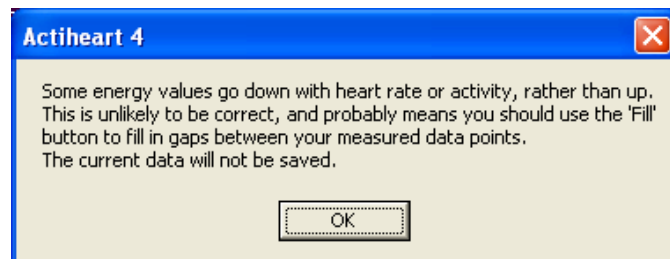 Actiheart 4
Some energy values go down with heart rate or activity, rather than up.
This is unlikely to be correct, and probably means you should use the 'Fill'
button to fill in gaps between your measured data points.
The current data will not be saved.
OK